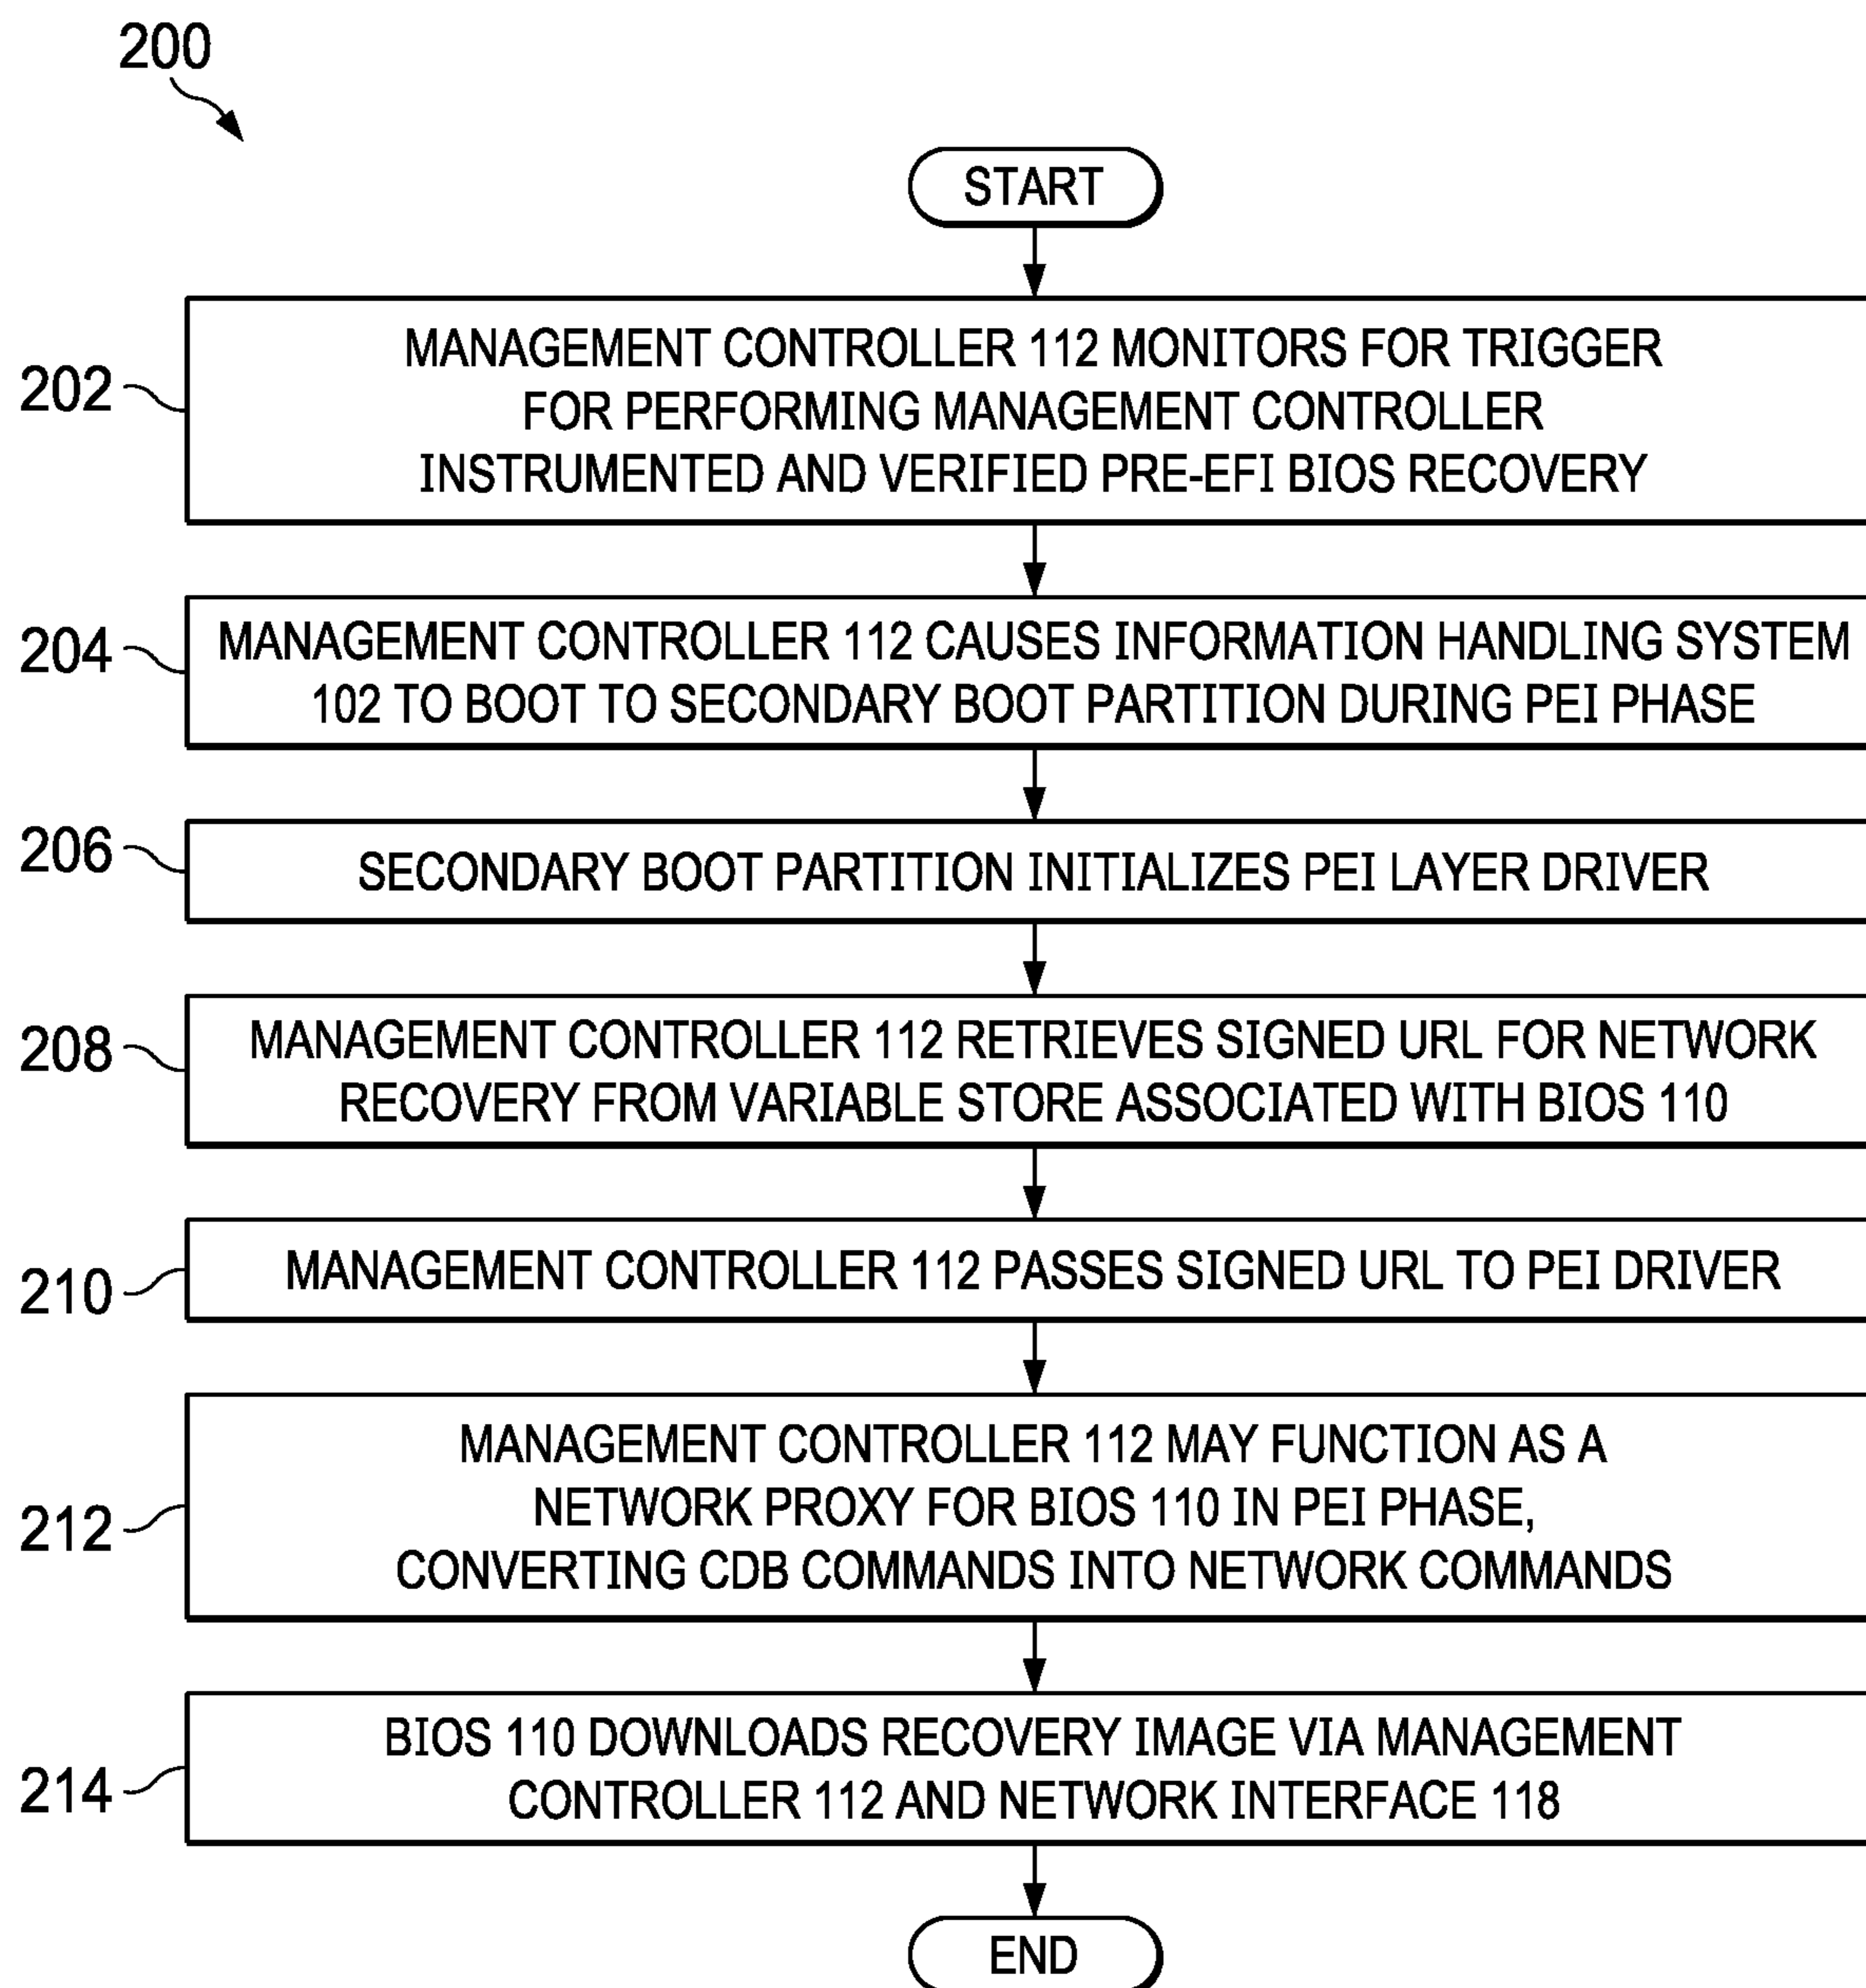 200
START
202
MANAGEMENT CONTROLLER 112 MONITORS FOR TRIGGER
FOR PERFORMING MANAGEMENT CONTROLLER
INSTRUMENTED AND VERIFIED PRE-EFI BIOS RECOVERY
204
MANAGEMENT CONTROLLER 112 CAUSES INFORMATION HANDLING SYSTEM
102 TO BOOT TO SECONDARY BOOT PARTITION DURING PEI PHASE
206
SECONDARY BOOT PARTITION INITIALIZES PEI LAYER DRIVER
208
MANAGEMENT CONTROLLER 112 RETRIEVES SIGNED URL FOR NETWORK
RECOVERY FROM VARIABLE STORE ASSOCIATED WITH BIOS 110
210
MANAGEMENT CONTROLLER 112 PASSES SIGNED URL TO PEI DRIVER
212
MANAGEMENT CONTROLLER 112 MAY FUNCTION AS A
NETWORK PROXY FOR BIOS 110 IN PEI PHASE,
CONVERTING CDB COMMANDS INTO NETWORK COMMANDS
214
BIOS 110 DOWNLOADS RECOVERY IMAGE VIA MANAGEMENT
CONTROLLER 112 AND NETWORK INTERFACE 118
END